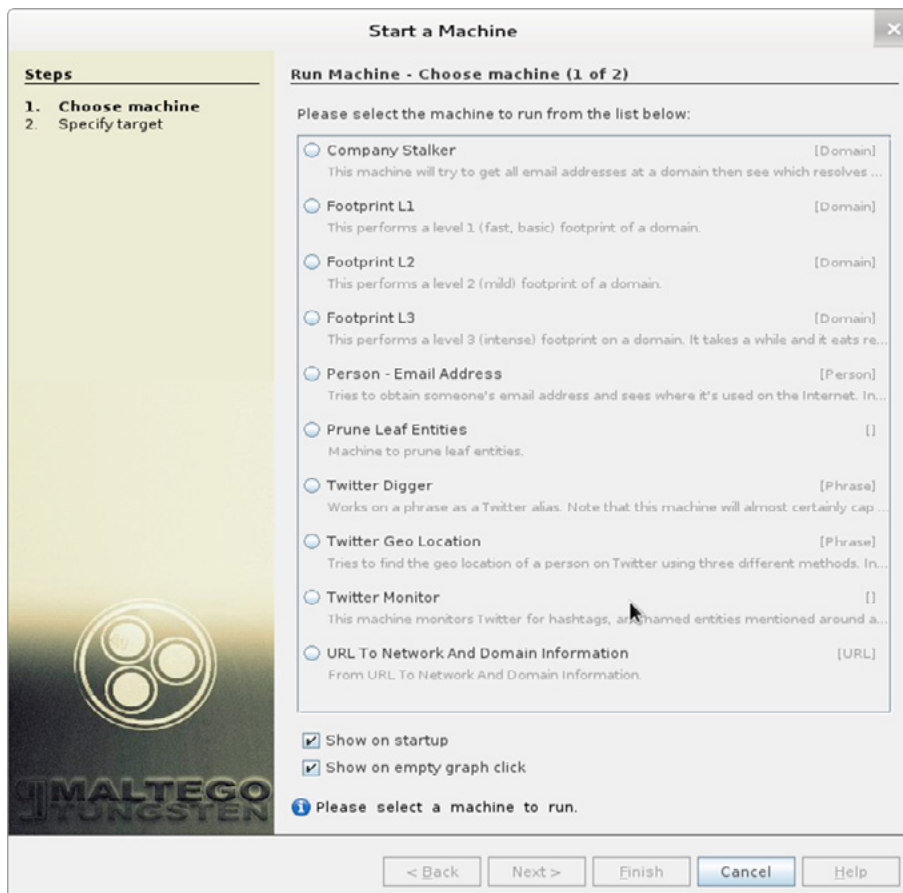 Start a Machine
Steps
1. Choose machine
2. Specify target
Run Machine - Choose machine (1 of 2)
Please select the machine to run from the list below:
Company Stalker [Domain]
This machine will try to get all email addresses at a domain then see which resolves ...
Footprint L1 [Domain]
This performs a level 1 (fast, basic) footprint of a domain.
Footprint L2 [Domain]
This performs a level 2 (mild) footprint of a domain.
Footprint L3 [Domain]
This performs a level 3 (intense) footprint on a domain. It takes a while and it eats re...
Person - Email Address [Person]
Tries to obtain someone's email address and sees where it's used on the Internet. In...
Prune Leaf Entities []
Machine to prune leaf entities.
Twitter Digger [Phrase]
Works on a phrase as a Twitter alias. Note that this machine will almost certainly cap ...
Twitter Geo Location [Phrase]
Tries to find the geo location of a person on Twitter using three different methods. In...
Twitter Monitor []
This machine monitors Twitter for hashtags, and named entities mentioned around a...
URL To Network And Domain Information [URL]
From URL To Network And Domain Information.
Show on startup
Show on empty graph click
Please select a machine to run.
MALTEGO
TUNGSTEN
< Back Next > Finish Cancel Help